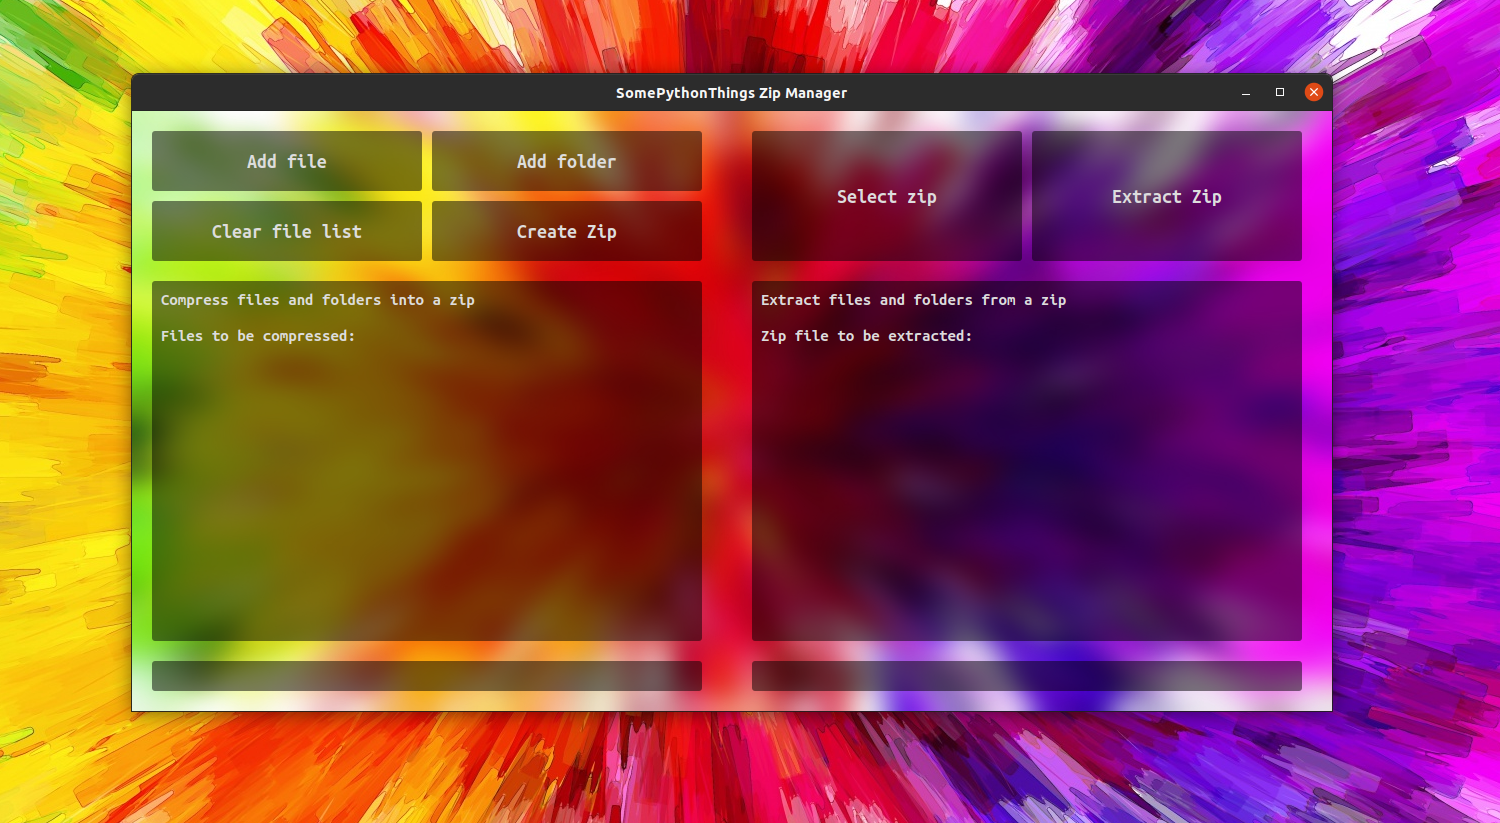 SomePythonThings Zip Manager
Add file
Add folder
Clear file list
Create Zip
Select zip
Extract Zip
Compress files and folders into a zip
Files to be compressed:
Extract files and folders from a zip
Zip file to be extracted: